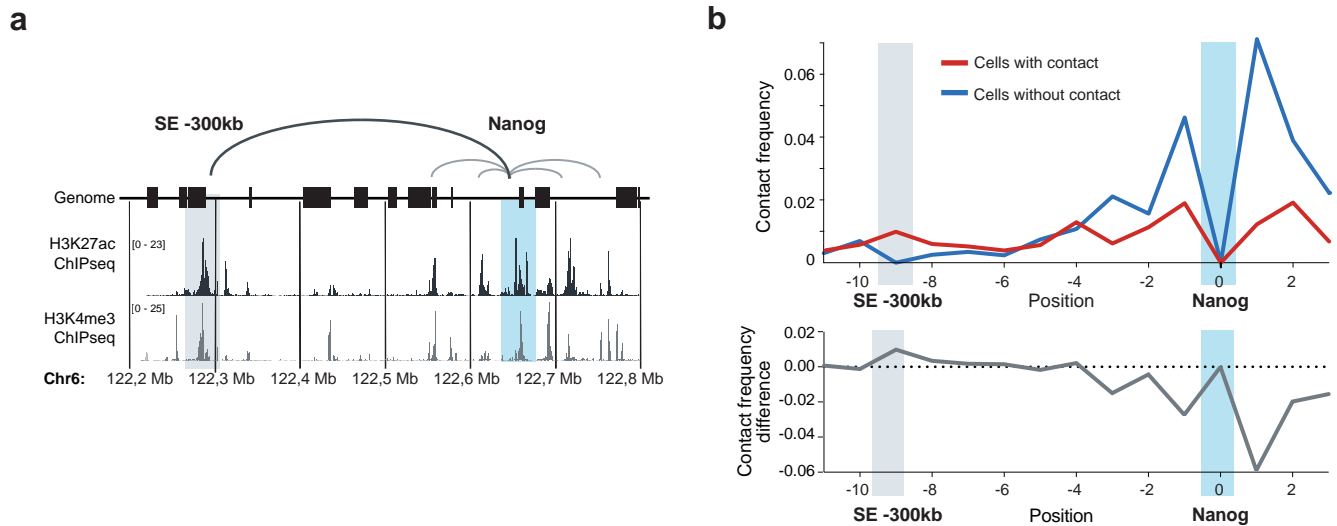 a
SE -300kb
Nanog
Genome
H3K27ac
ChIPseq
[0 - 23]
H3K4me3
ChIPseq
[0 - 25]
Chr6:
122,2 Mb 122,3 Mb 122,4 Mb 122,5 Mb 122,6 Mb 122,7 Mb 122,8 Mb
b
Contact frequency
0.06
0.04
0.02
0
Cells with contact
Cells without contact
-10 -8 -6 -4 -2 0 2
SE -300kb Position Nanog
Contact frequency
difference
0.02
0.00
-0.02
-0.04
-0.06
-10 -8 -6 -4 -2 0 2
SE -300kb Position Nanog